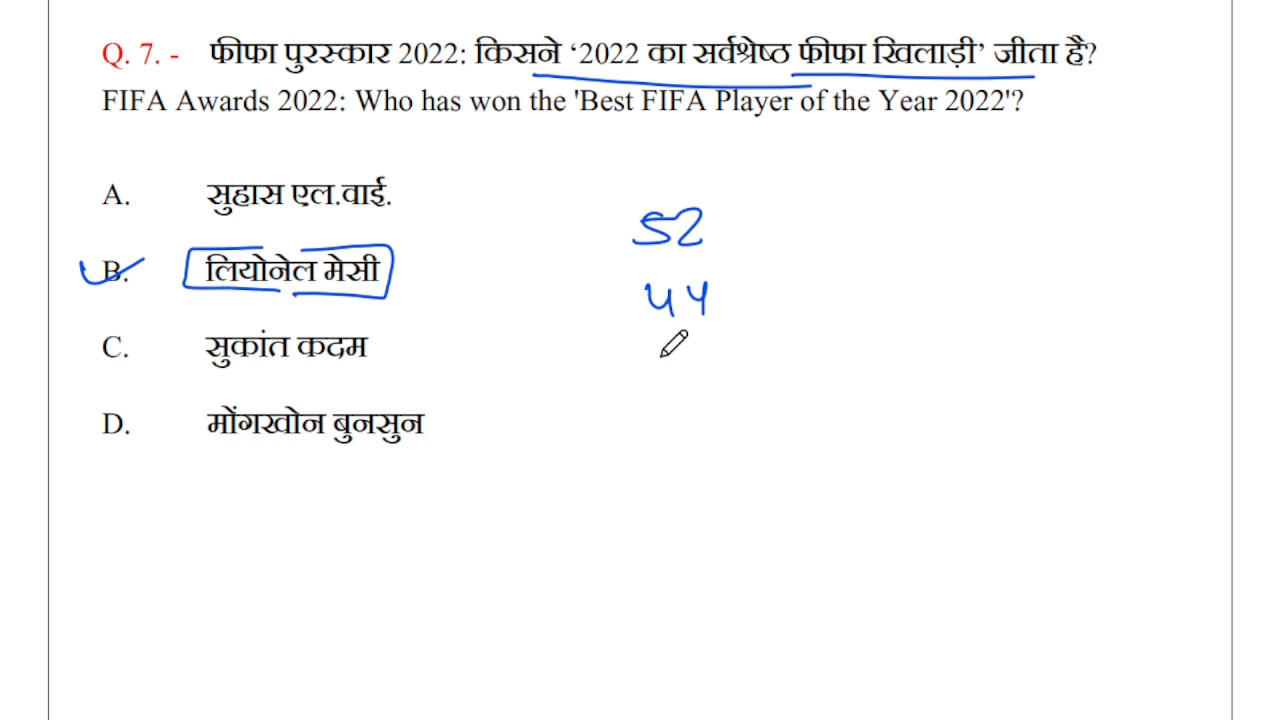 Q. 7. - फीफा पुरस्कार 2022: किसने ‘2022 का सर्वश्रेष्ठ फीफा खिलाड़ी’ जीता है?
FIFA Awards 2022: Who has won the 'Best FIFA Player of the Year 2022'?
A. सुहास एल.वाई.
52
B. लियोनेल मेसी
44
C. सुकांत कदम
D. मोंगखोन बुनसुन